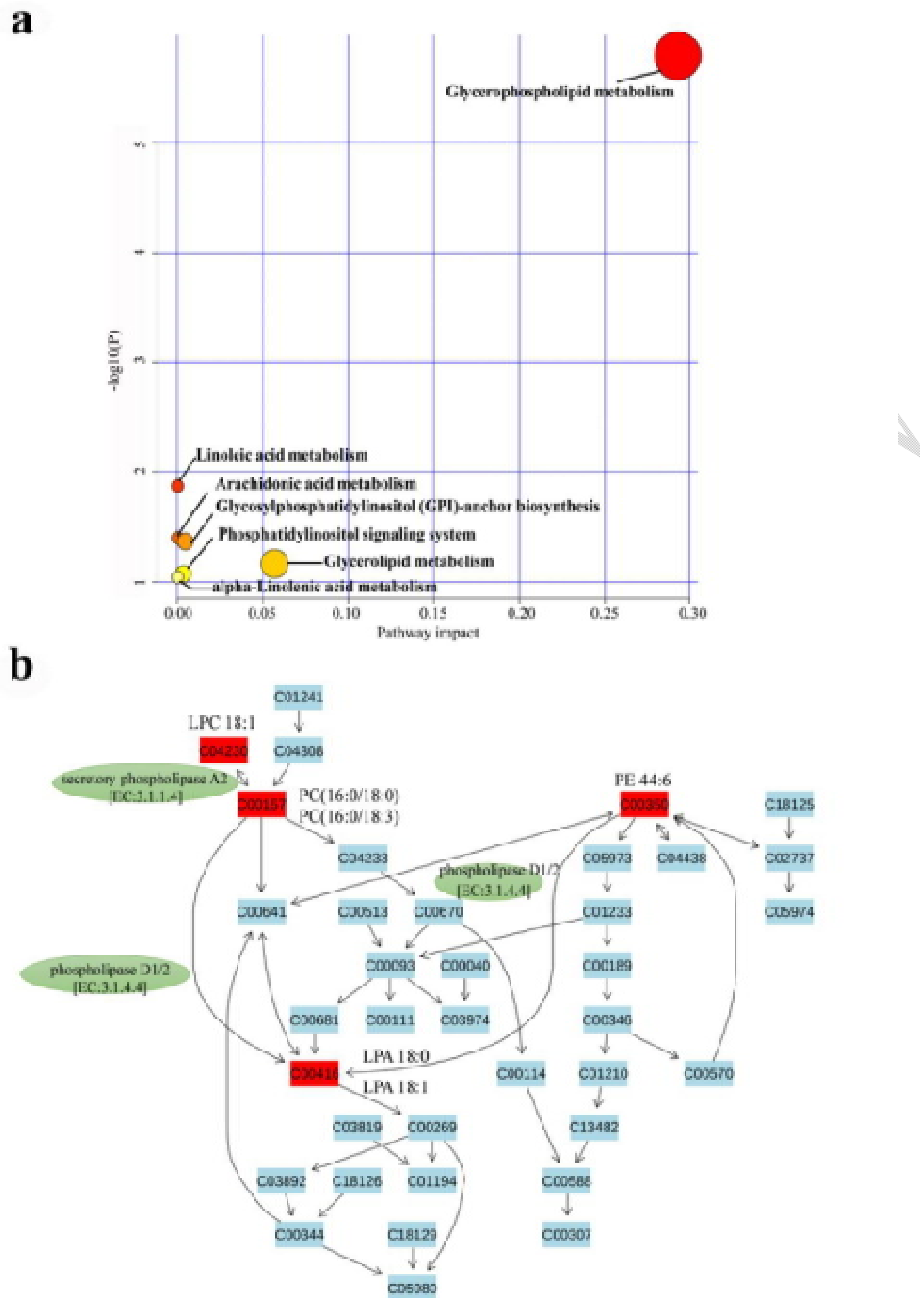 a
Glycerophospholipid metabolism
5
4
-log10(P)
3
Linoleic acid metabolism
2
Arachidonic acid metabolism
Glycosylphosphatidylinositol (GPI)-anchor biosynthesis
Phosphatidylinositol signaling system
Glycerolipid metabolism
1
alpha-Linolenic acid metabolism
0.00 0.05 0.10 0.15 0.20 0.25 0.30
Pathway impact
b
C01241
LPC 18:1
C04230 C04308
secretory phospholipase A2
[EC:3.1.1.4]
PE 44:6
C00157 PC(16:0/18:0) C00350 C18125
PC(16:0/18:3)
C04233 C05973 C04438 C02737
phospholipase D1/2
[EC:3.1.4.4]
C00641 C00513 C00670 C01233 C05974
phospholipase D1/2
[EC:3.1.4.4]
C00093 C00040 C00189
C00681 C00111 C03974 C00346
LPA 18:0
C00416 C00114 C01210 C00570
LPA 18:1
C03819 C00269 C13482
C03892 C18126 C01194 C00588
C00344 C18129 C00307
C05980